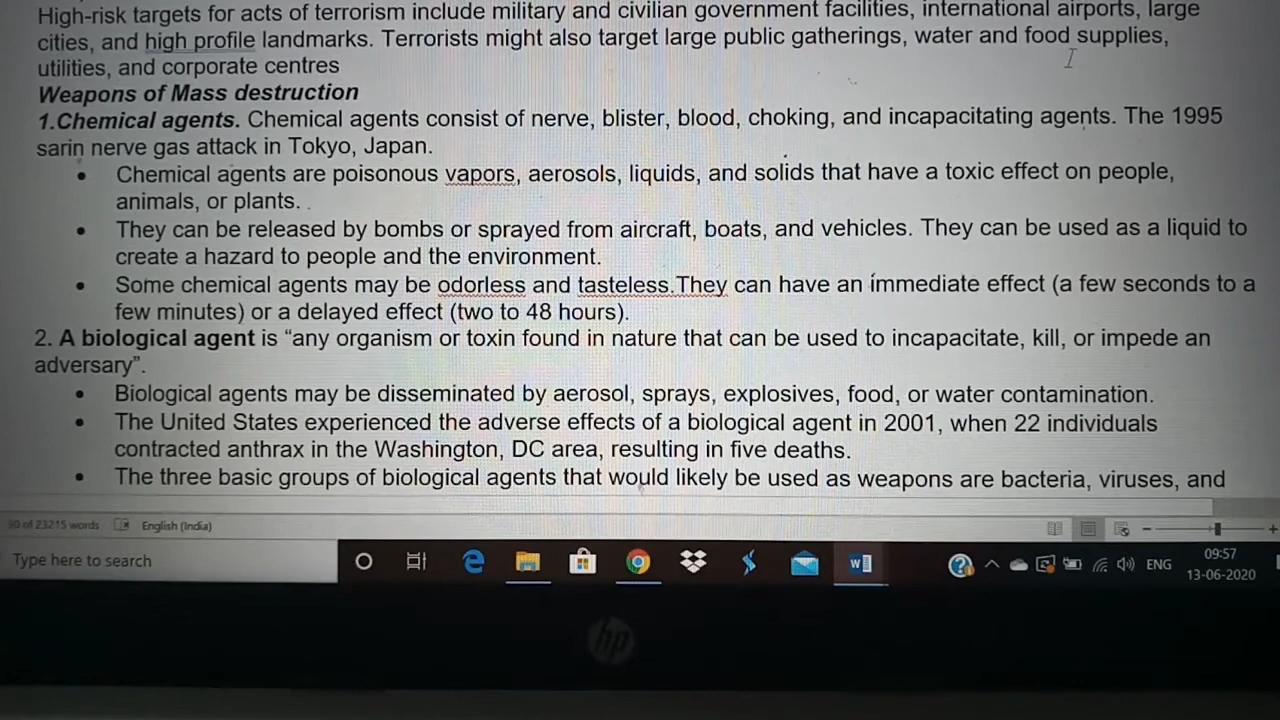 High-risk targets for acts of terrorism include military and civilian government facilities, international airports, large
cities, and high profile landmarks. Terrorists might also target large public gatherings, water and food supplies,
utilities, and corporate centres
Weapons of Mass destruction
1.Chemical agents. Chemical agents consist of nerve, blister, blood, choking, and incapacitating agents. The 1995
sarin nerve gas attack in Tokyo, Japan.
• Chemical agents are poisonous vapors, aerosols, liquids, and solids that have a toxic effect on people,
animals, or plants. .
• They can be released by bombs or sprayed from aircraft, boats, and vehicles. They can be used as a liquid to
create a hazard to people and the environment.
• Some chemical agents may be odorless and tasteless.They can have an immediate effect (a few seconds to a
few minutes) or a delayed effect (two to 48 hours).
2. A biological agent is “any organism or toxin found in nature that can be used to incapacitate, kill, or impede an
adversary”.
• Biological agents may be disseminated by aerosol, sprays, explosives, food, or water contamination.
• The United States experienced the adverse effects of a biological agent in 2001, when 22 individuals
contracted anthrax in the Washington, DC area, resulting in five deaths.
• The three basic groups of biological agents that would likely be used as weapons are bacteria, viruses, and
of 23215 words English (India)
Type here to search
ENG
09:57
13-06-2020
hp